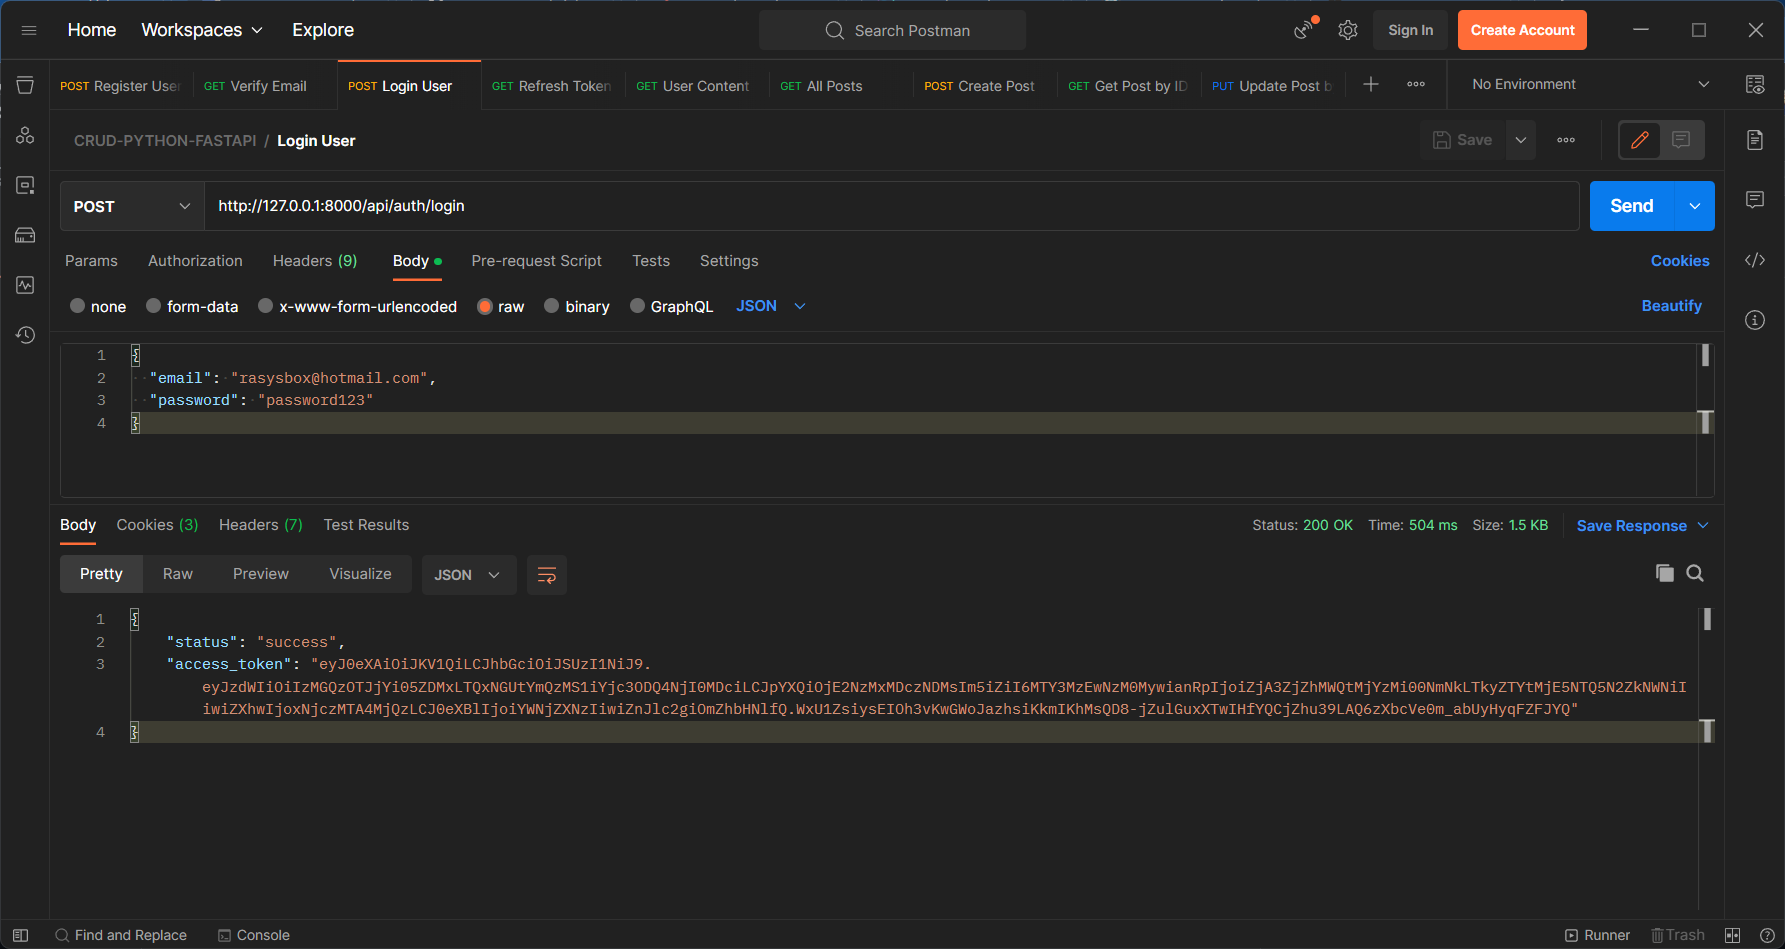 Home Workspaces Explore Search Postman Sign In Create Account
POST Register User GET Verify Email POST Login User GET Refresh Token GET User Content GET All Posts POST Create Post GET Get Post by ID PUT Update Post b No Environment
CRUD-PYTHON-FASTAPI / Login User Save
POST http://127.0.0.1:8000/api/auth/login Send
Params Authorization Headers (9) Body Pre-request Script Tests Settings Cookies
none form-data x-www-form-urlencoded raw binary GraphQL JSON Beautify
1 {
2 "email": "rasysbox@hotmail.com",
3 "password": "password123"
4 }
Body Cookies (3) Headers (7) Test Results Status: 200 OK Time: 504 ms Size: 1.5 KB Save Response
Pretty Raw Preview Visualize JSON
1 {
2 "status": "success",
3 "access_token": "eyJ0eXAiOiJKV1QiLCJhbGciOiJSUzI1NiJ9.
eyJzdWIiOiIzMGQzOTJjYi05ZDMxLTQxNGUtYmQzMS1iYjc3ODQ4NjI0MDciLCJpYXQiOjE2NzMxMDczNDMsIm5iZiI6MTY3MzEwNzM0MywianRpIjoiZjA3ZjZhMWQtMjYzMi00NmNkLTkyZTYtMjE5NTQ5N2ZkNWNiI
iwiZXhwIjoxNjczMTA4MjQzLCJ0eXBlIjoiYWNjZXNzIiwiZnJlc2giOmZhbHNlfQ.WxU1ZsiysEIOh3vKwGWoJazhsiKkmIKhMsQD8-jZulGuxXTwIHfYQCjZhu39LAQ6zXbcVe0m_abUyHyqFZFJYQ"
4 }
Find and Replace Console Runner Trash